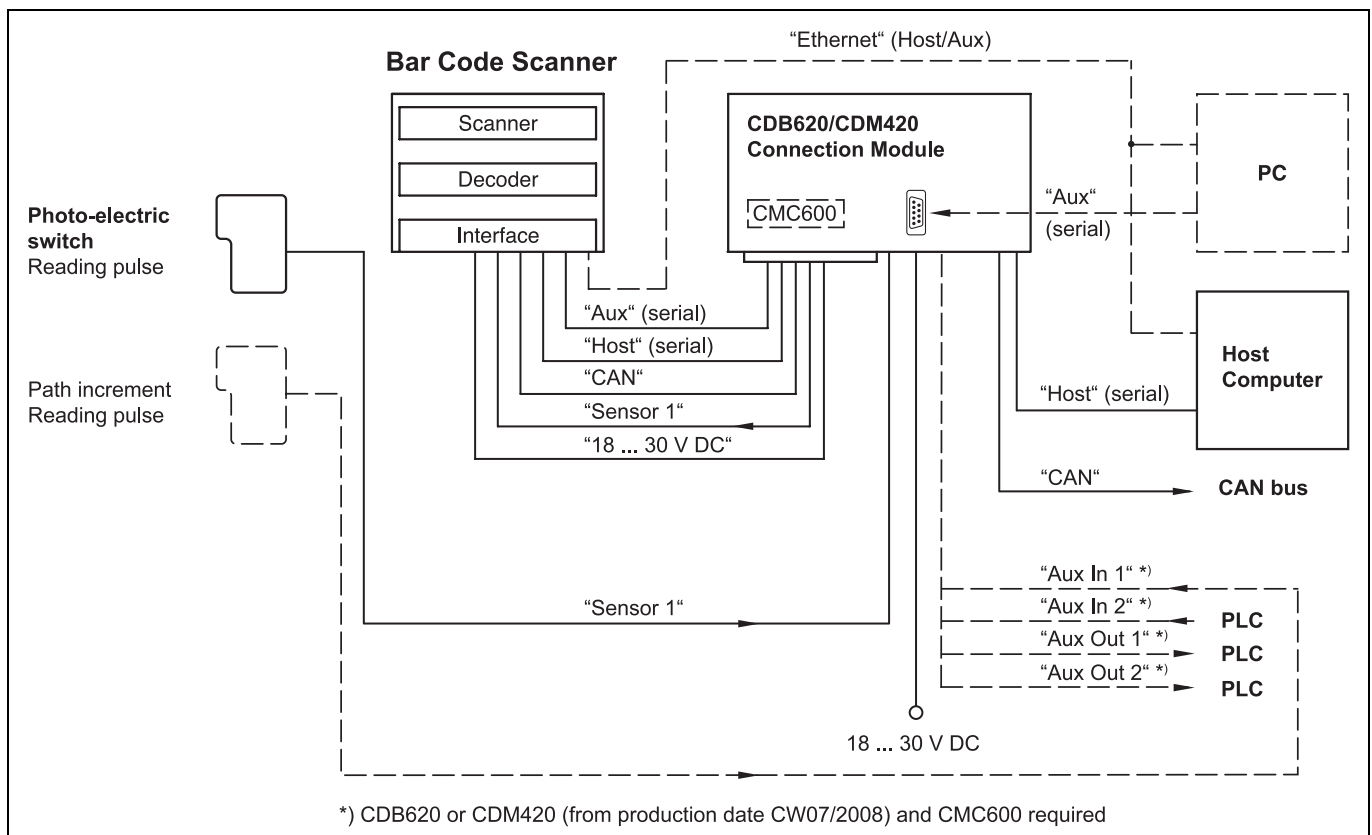 “Ethernet“ (Host/Aux)
Bar Code Scanner
Scanner
Decoder
Interface
CDB620/CDM420
Connection Module
CMC600
PC
“Aux“
(serial)
Photo-electric
switch
Reading pulse
Path increment
Reading pulse
“Aux“ (serial)
“Host“ (serial)
“CAN“
“Sensor 1“
“18 ... 30 V DC“
Host
Computer
“Host“ (serial)
“CAN“
CAN bus
“Sensor 1“
“Aux In 1“ *)
“Aux In 2“ *)
PLC
“Aux Out 1“ *)
PLC
“Aux Out 2“ *)
PLC
18 ... 30 V DC
*) CDB620 or CDM420 (from production date CW07/2008) and CMC600 required